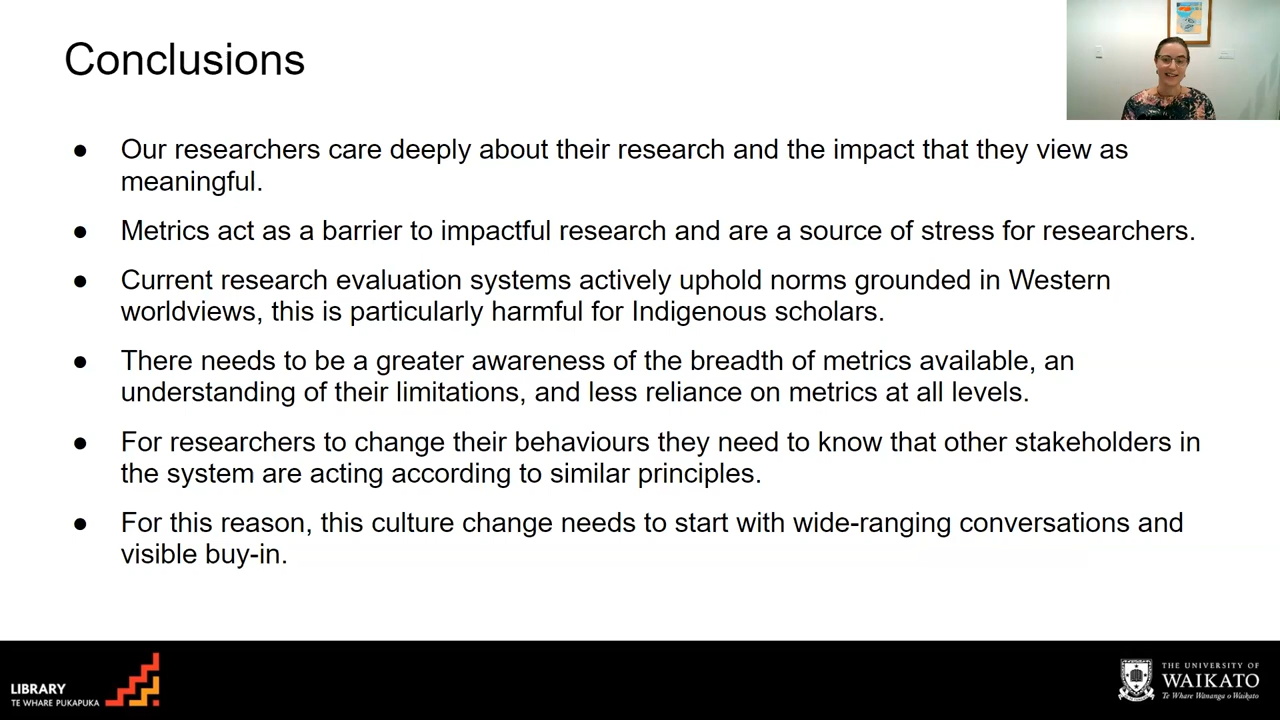 Conclusions
● Our researchers care deeply about their research and the impact that they view as
meaningful.
● Metrics act as a barrier to impactful research and are a source of stress for researchers.
● Current research evaluation systems actively uphold norms grounded in Western
worldviews, this is particularly harmful for Indigenous scholars.
● There needs to be a greater awareness of the breadth of metrics available, an
understanding of their limitations, and less reliance on metrics at all levels.
● For researchers to change their behaviours they need to know that other stakeholders in
the system are acting according to similar principles.
● For this reason, this culture change needs to start with wide-ranging conversations and
visible buy-in.
LIBRARY
TE WHARE PUKAPUKA
THE UNIVERSITY OF
WAIKATO
Te Whare Wānanga o Waikato